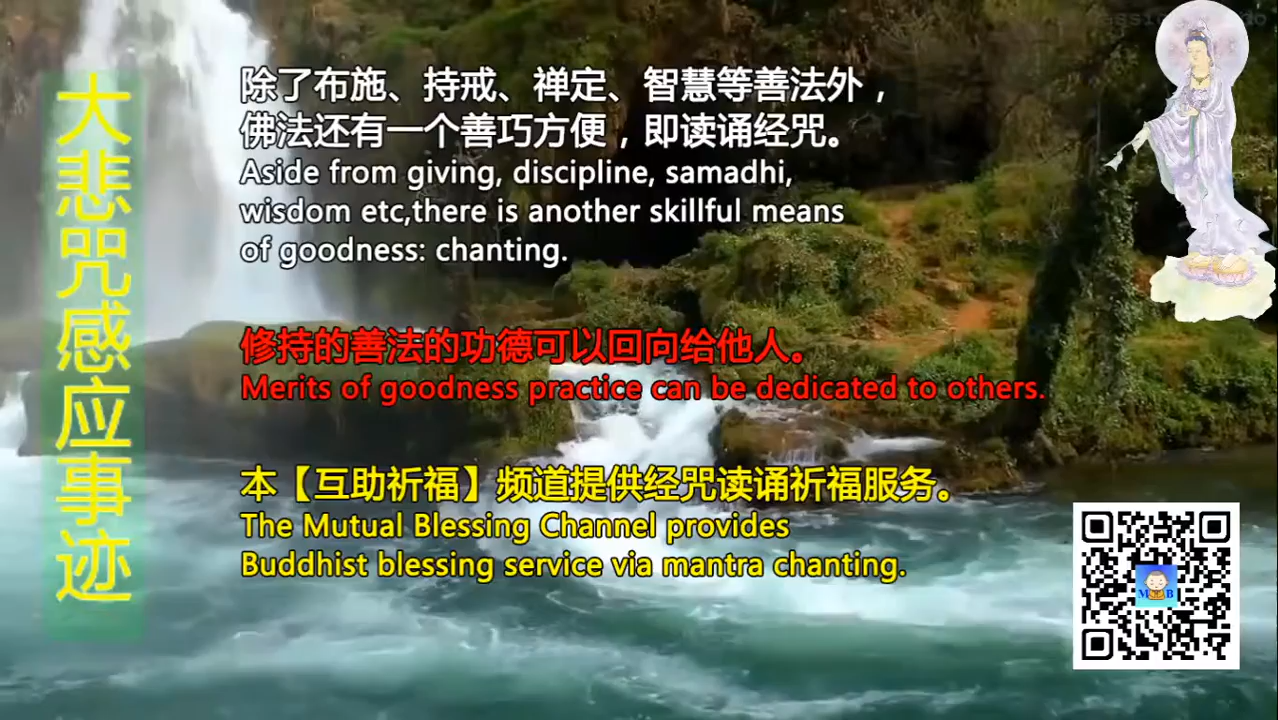 大悲咒感应事迹
除了布施、持戒、禅定、智慧等善法外，
佛法还有一个善巧方便，即读诵经咒。
Aside from giving, discipline, samadhi,
wisdom etc,there is another skillful means
of goodness: chanting.
修持的善法的功德可以回向给他人。
Merits of goodness practice can be dedicated to others.
本【互助祈福】频道提供经咒读诵祈福服务。
The Mutual Blessing Channel provides
Buddhist blessing service via mantra chanting.
M B